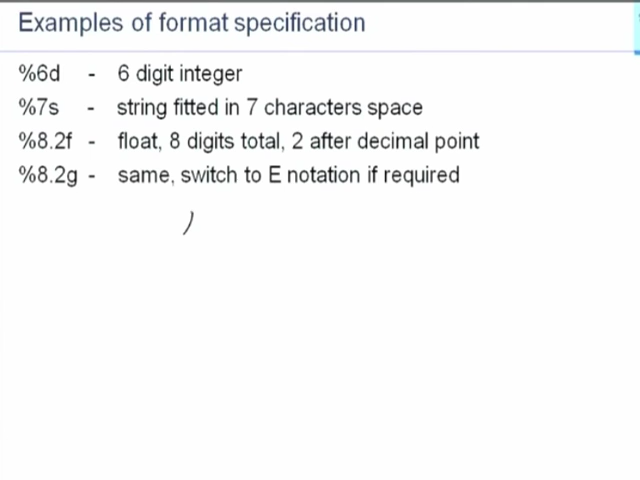 Examples of format specification
%6d - 6 digit integer
%7s - string fitted in 7 characters space
%8.2f - float, 8 digits total, 2 after decimal point
%8.2g - same, switch to E notation if required
)